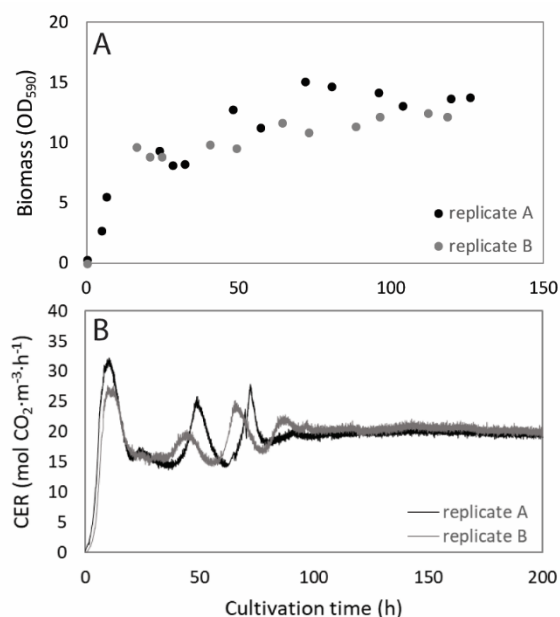 A
Biomass (OD₅₉₀)
20
15
10
5
0
replicate A
replicate B
0 50 100 150
B
CER (mol CO₂·m⁻³·h⁻¹)
40
35
30
25
20
15
10
5
0
replicate A
replicate B
0 50 100 150 200
Cultivation time (h)